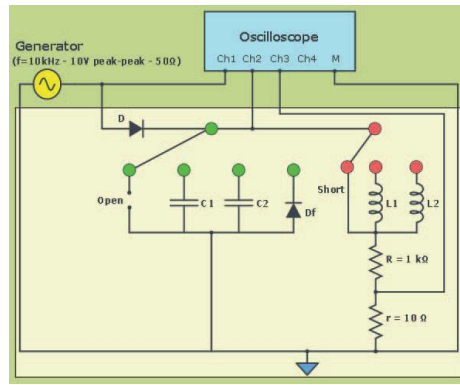 Oscilloscope
Generator
(f=10kHz - 10V peak-peak - 50Ω)
Ch1 Ch2 Ch3 Ch4 M
D
Open
C1
C2
Df
Short
L1
L2
R = 1 kΩ
r = 10 Ω